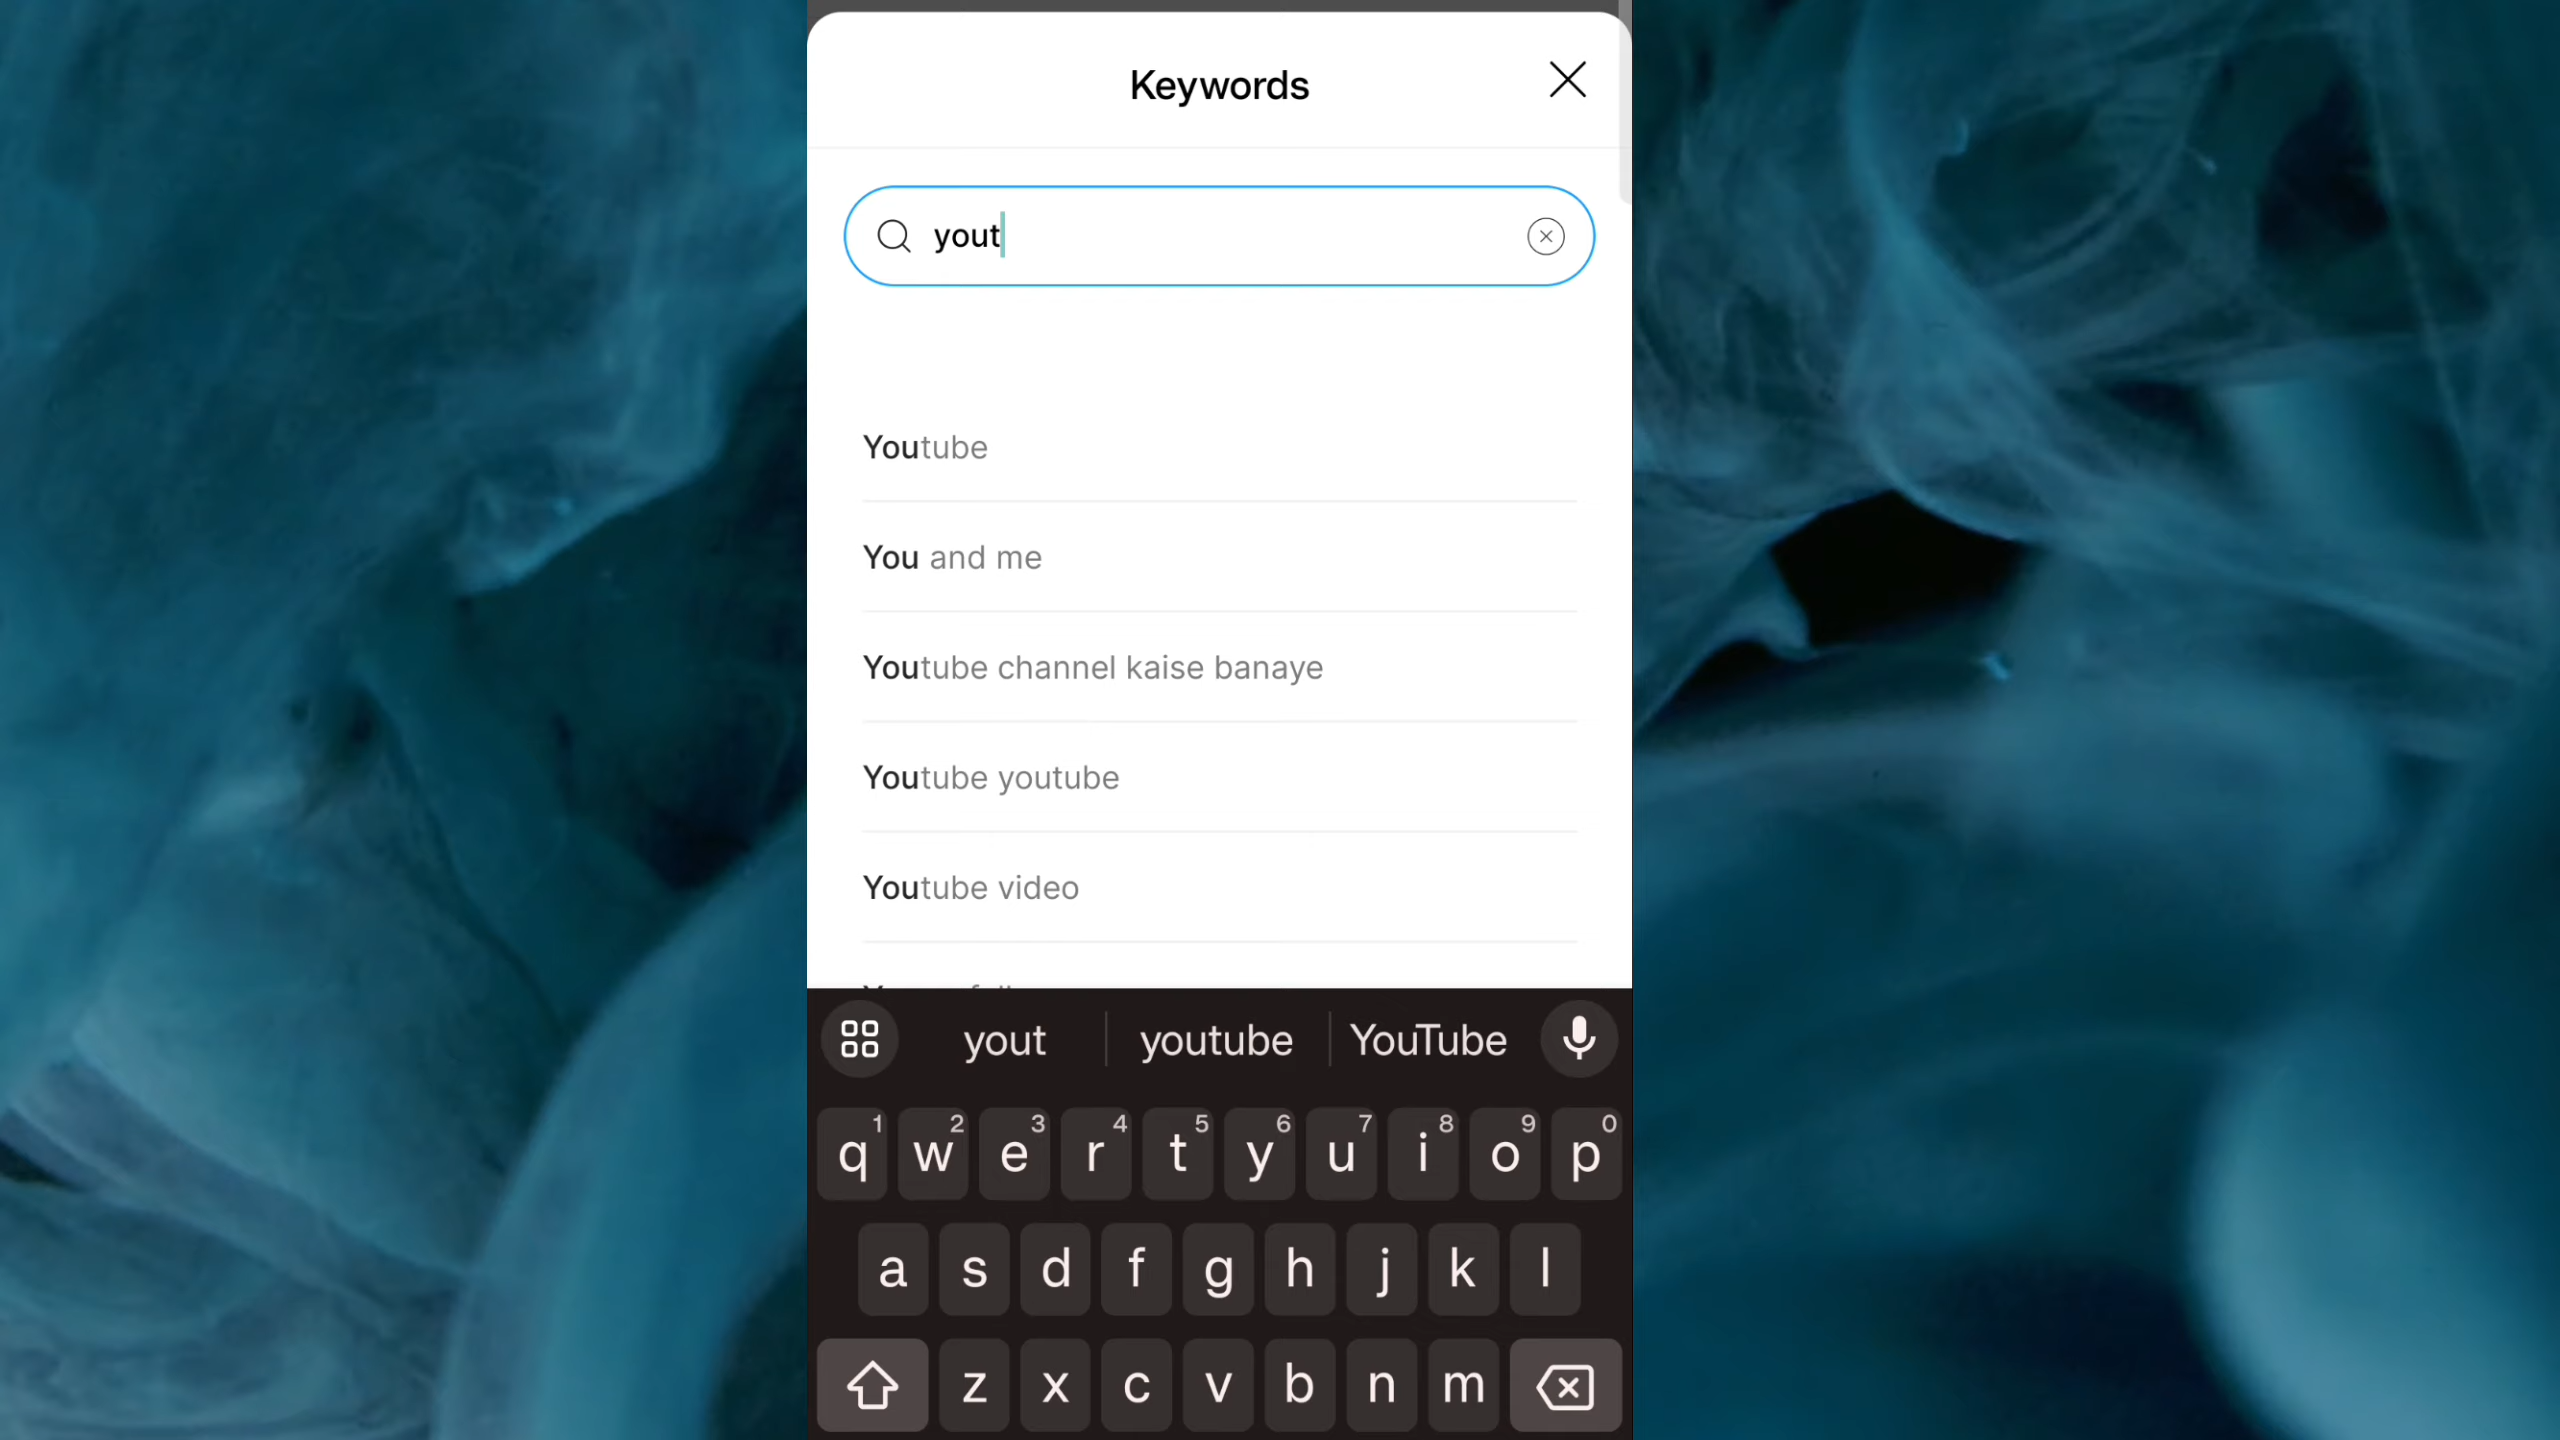 Keywords
yout
Youtube
You and me
Youtube channel kaise banaye
Youtube youtube
Youtube video
yout youtube YouTube
1 2 3 4 5 6 7 8 9 0
q w e r t y u i o p
a s d f g h j k l
z x c v b n m